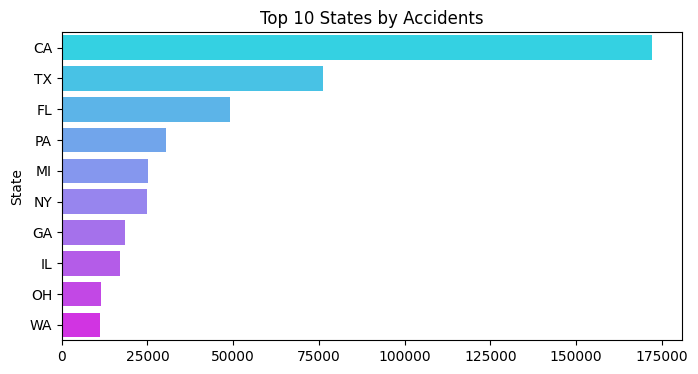 Top 10 States by Accidents
State
CA
TX
FL
PA
MI
NY
GA
IL
OH
WA
0 25000 50000 75000 100000 125000 150000 175000